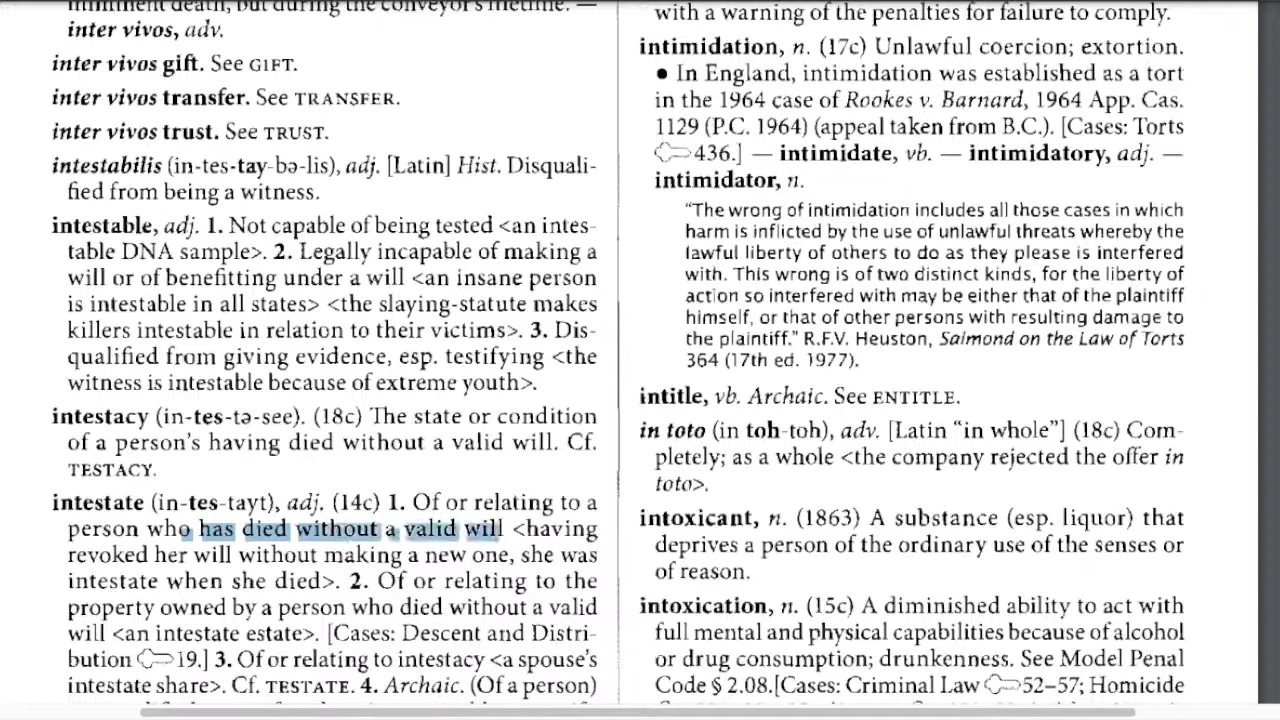 imminent death, but during the conveyor's lifetime. —
inter vivos, adv.
inter vivos gift. See GIFT.
inter vivos transfer. See TRANSFER.
inter vivos trust. See TRUST.
intestabilis (in-tes-tay-bə-lis), adj. [Latin] Hist. Disquali-
fied from being a witness.
intestable, adj. 1. Not capable of being tested <an intes-
table DNA sample>. 2. Legally incapable of making a
will or of benefitting under a will <an insane person
is intestable in all states> <the slaying-statute makes
killers intestable in relation to their victims>. 3. Dis-
qualified from giving evidence, esp. testifying <the
witness is intestable because of extreme youth>.
intestacy (in-tes-tə-see). (18c) The state or condition
of a person's having died without a valid will. Cf.
TESTACY.
intestate (in-tes-tayt), adj. (14c) 1. Of or relating to a
person who has died without a valid will <having
revoked her will without making a new one, she was
intestate when she died>. 2. Of or relating to the
property owned by a person who died without a valid
will <an intestate estate>. [Cases: Descent and Distri-
bution 19.] 3. Of or relating to intestacy <a spouse's
intestate share>. Cf. TESTATE. 4. Archaic. (Of a person)
with a warning of the penalties for failure to comply.
intimidation, n. (17c) Unlawful coercion; extortion.
• In England, intimidation was established as a tort
in the 1964 case of Rookes v. Barnard, 1964 App. Cas.
1129 (P.C. 1964) (appeal taken from B.C.). [Cases: Torts
436.] — intimidate, vb. — intimidatory, adj. —
intimidator, n.
"The wrong of intimidation includes all those cases in which
harm is inflicted by the use of unlawful threats whereby the
lawful liberty of others to do as they please is interfered
with. This wrong is of two distinct kinds, for the liberty of
action so interfered with may be either that of the plaintiff
himself, or that of other persons with resulting damage to
the plaintiff." R.F.V. Heuston, Salmond on the Law of Torts
364 (17th ed. 1977).
intitle, vb. Archaic. See ENTITLE.
in toto (in toh-toh), adv. [Latin "in whole"] (18c) Com-
pletely; as a whole <the company rejected the offer in
toto>.
intoxicant, n. (1863) A substance (esp. liquor) that
deprives a person of the ordinary use of the senses or
of reason.
intoxication, n. (15c) A diminished ability to act with
full mental and physical capabilities because of alcohol
or drug consumption; drunkenness. See Model Penal
Code § 2.08.[Cases: Criminal Law 52–57; Homicide